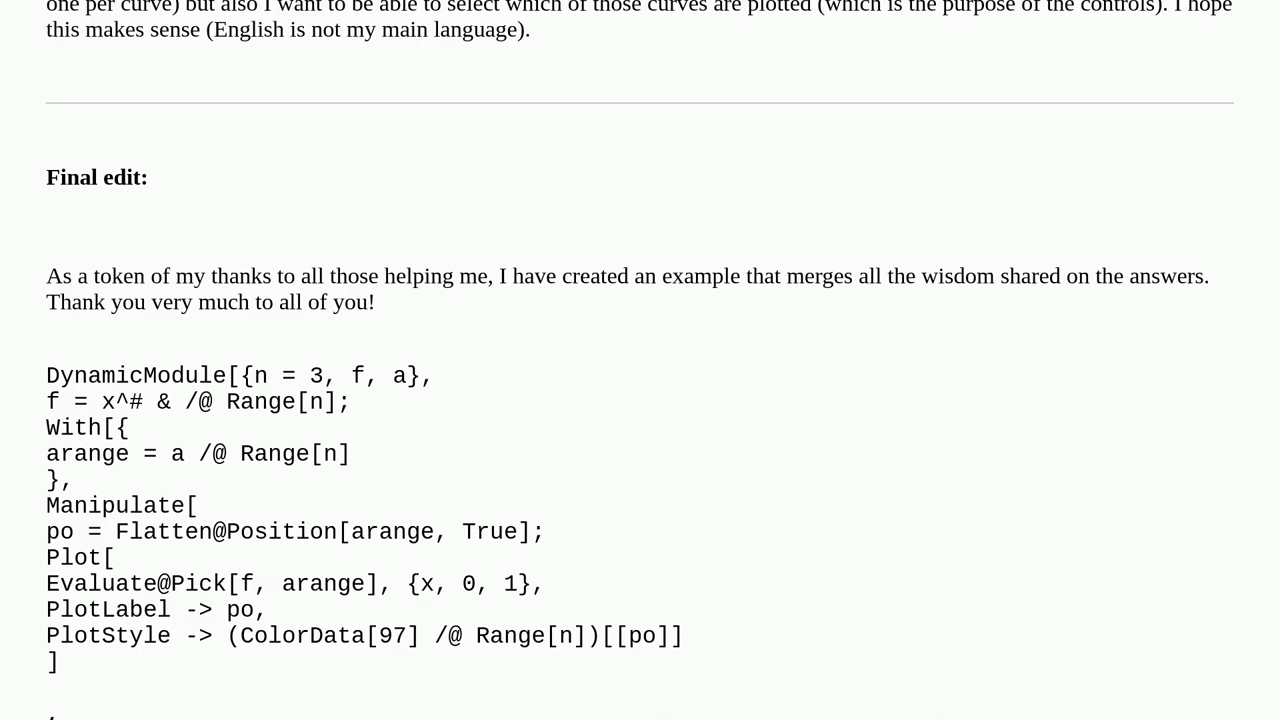 one per curve) but also I want to be able to select which of those curves are plotted (which is the purpose of the controls). I hope
this makes sense (English is not my main language).
Final edit:
As a token of my thanks to all those helping me, I have created an example that merges all the wisdom shared on the answers.
Thank you very much to all of you!
DynamicModule[{n = 3, f, a},
f = x^# & /@ Range[n];
With[{
arange = a /@ Range[n]
},
Manipulate[
po = Flatten@Position[arange, True];
Plot[
Evaluate@Pick[f, arange], {x, 0, 1},
PlotLabel -> po,
PlotStyle -> (ColorData[97] /@ Range[n])[[po]]
]
,